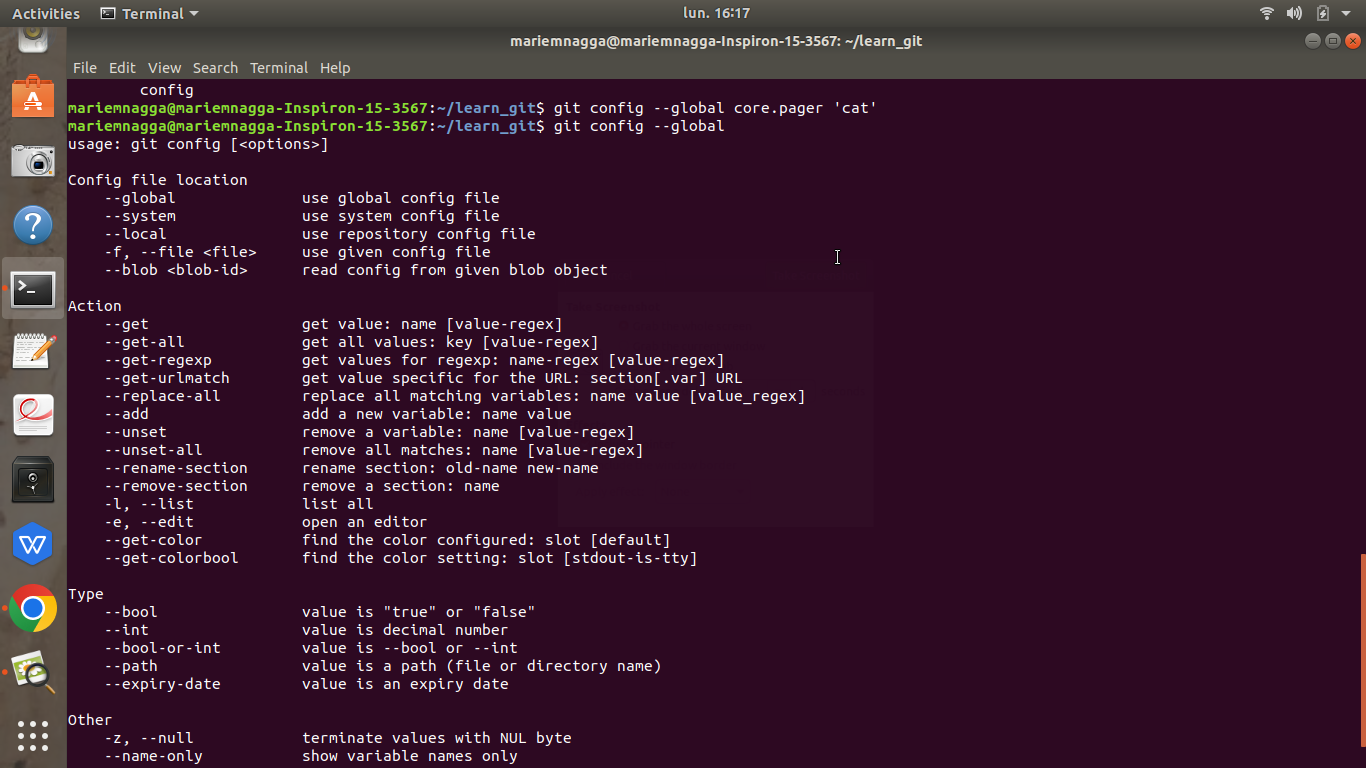 Activities Terminal lun. 16:17
mariemnagga@mariemnagga-Inspiron-15-3567: ~/learn_git
File Edit View Search Terminal Help
config
mariemnagga@mariemnagga-Inspiron-15-3567:~/learn_git$ git config --global core.pager 'cat'
mariemnagga@mariemnagga-Inspiron-15-3567:~/learn_git$ git config --global
usage: git config [<options>]
Config file location
--global use global config file
--system use system config file
--local use repository config file
-f, --file <file> use given config file
--blob <blob-id> read config from given blob object
Action
--get get value: name [value-regex]
--get-all get all values: key [value-regex]
--get-regexp get values for regexp: name-regex [value-regex]
--get-urlmatch get value specific for the URL: section[.var] URL
--replace-all replace all matching variables: name value [value_regex]
--add add a new variable: name value
--unset remove a variable: name [value-regex]
--unset-all remove all matches: name [value-regex]
--rename-section rename section: old-name new-name
--remove-section remove a section: name
-l, --list list all
-e, --edit open an editor
--get-color find the color configured: slot [default]
--get-colorbool find the color setting: slot [stdout-is-tty]
Type
--bool value is "true" or "false"
--int value is decimal number
--bool-or-int value is --bool or --int
--path value is a path (file or directory name)
--expiry-date value is an expiry date
Other
-z, --null terminate values with NUL byte
--name-only show variable names only